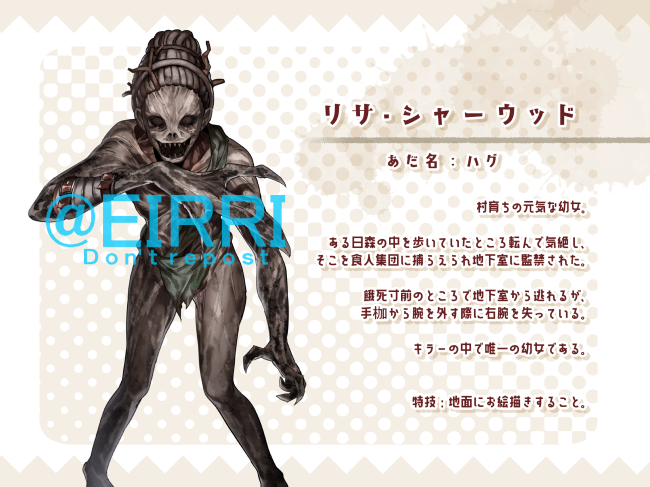 リサ・シャーウッド
あだ名：ハグ
村育ちの元気な幼女。
ある日森の中を歩いていたところ転んで気絶し、
そこを食人集団に捕らえられ地下室に監禁された。
餓死寸前のところで地下室から逃れるが、
手枷から腕を外す際に右腕を失っている。
キラーの中で唯一の幼女である。
特技：地面にお絵描きすること。
@EIRRI
Don't repost